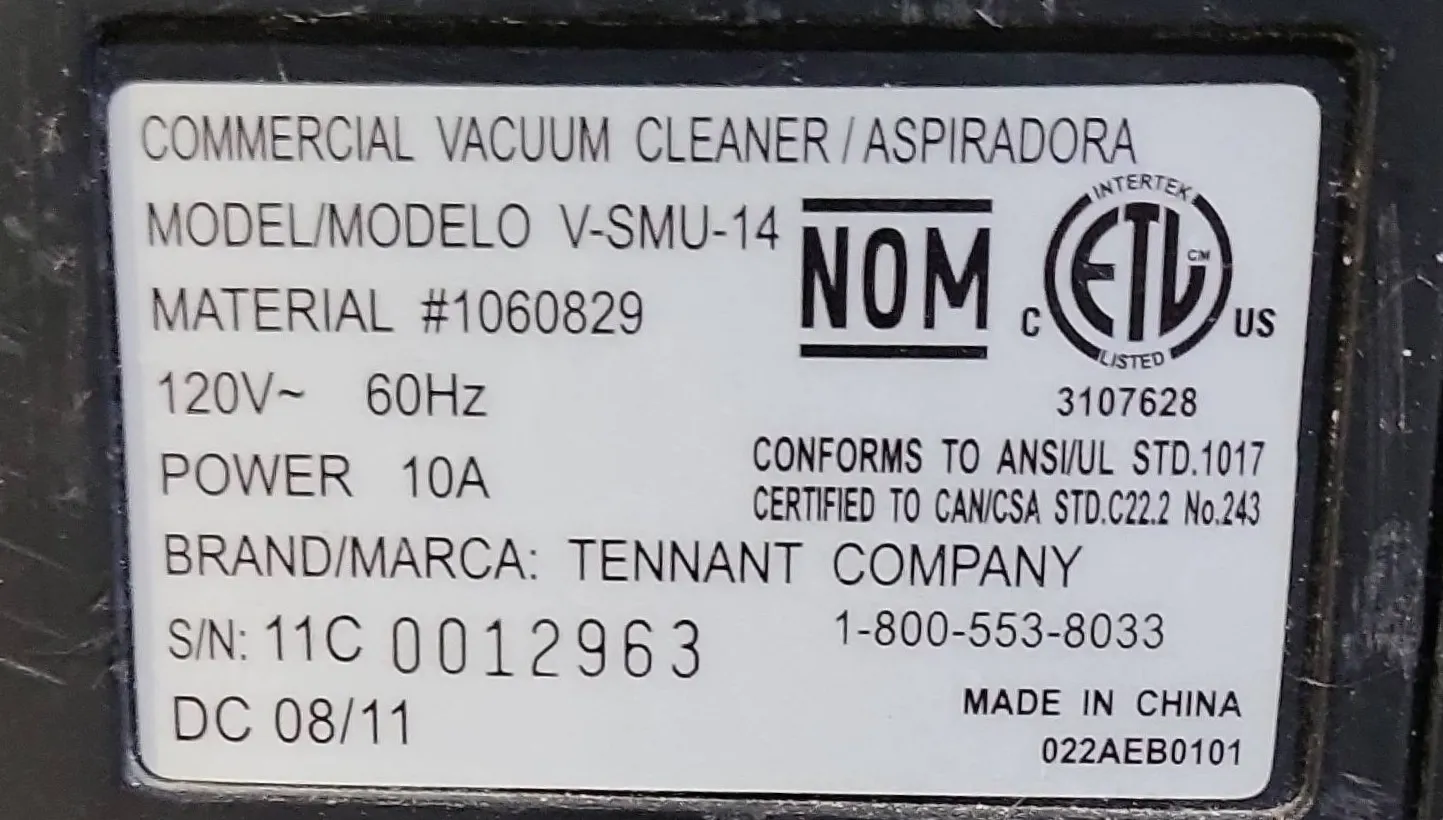 COMMERCIAL VACUUM CLEANER / ASPIRADORA
MODEL/MODELO V-SMU-14
MATERIAL #1060829
120V~ 60Hz
POWER 10A
NOM
INTERTEK
ETL CM
C US
LISTED
3107628
CONFORMS TO ANSI/UL STD.1017
CERTIFIED TO CAN/CSA STD.C22.2 No.243
BRAND/MARCA: TENNANT COMPANY
S/N: 11C 0012963
1-800-553-8033
DC 08/11
MADE IN CHINA
022AEB0101